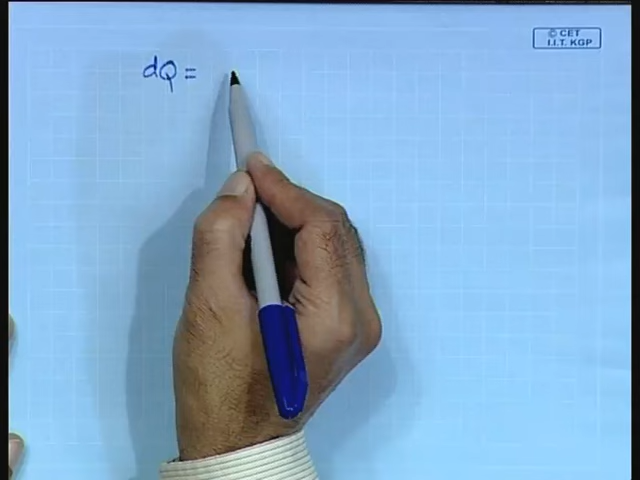 © CET
I.I.T. KGP
dQ =